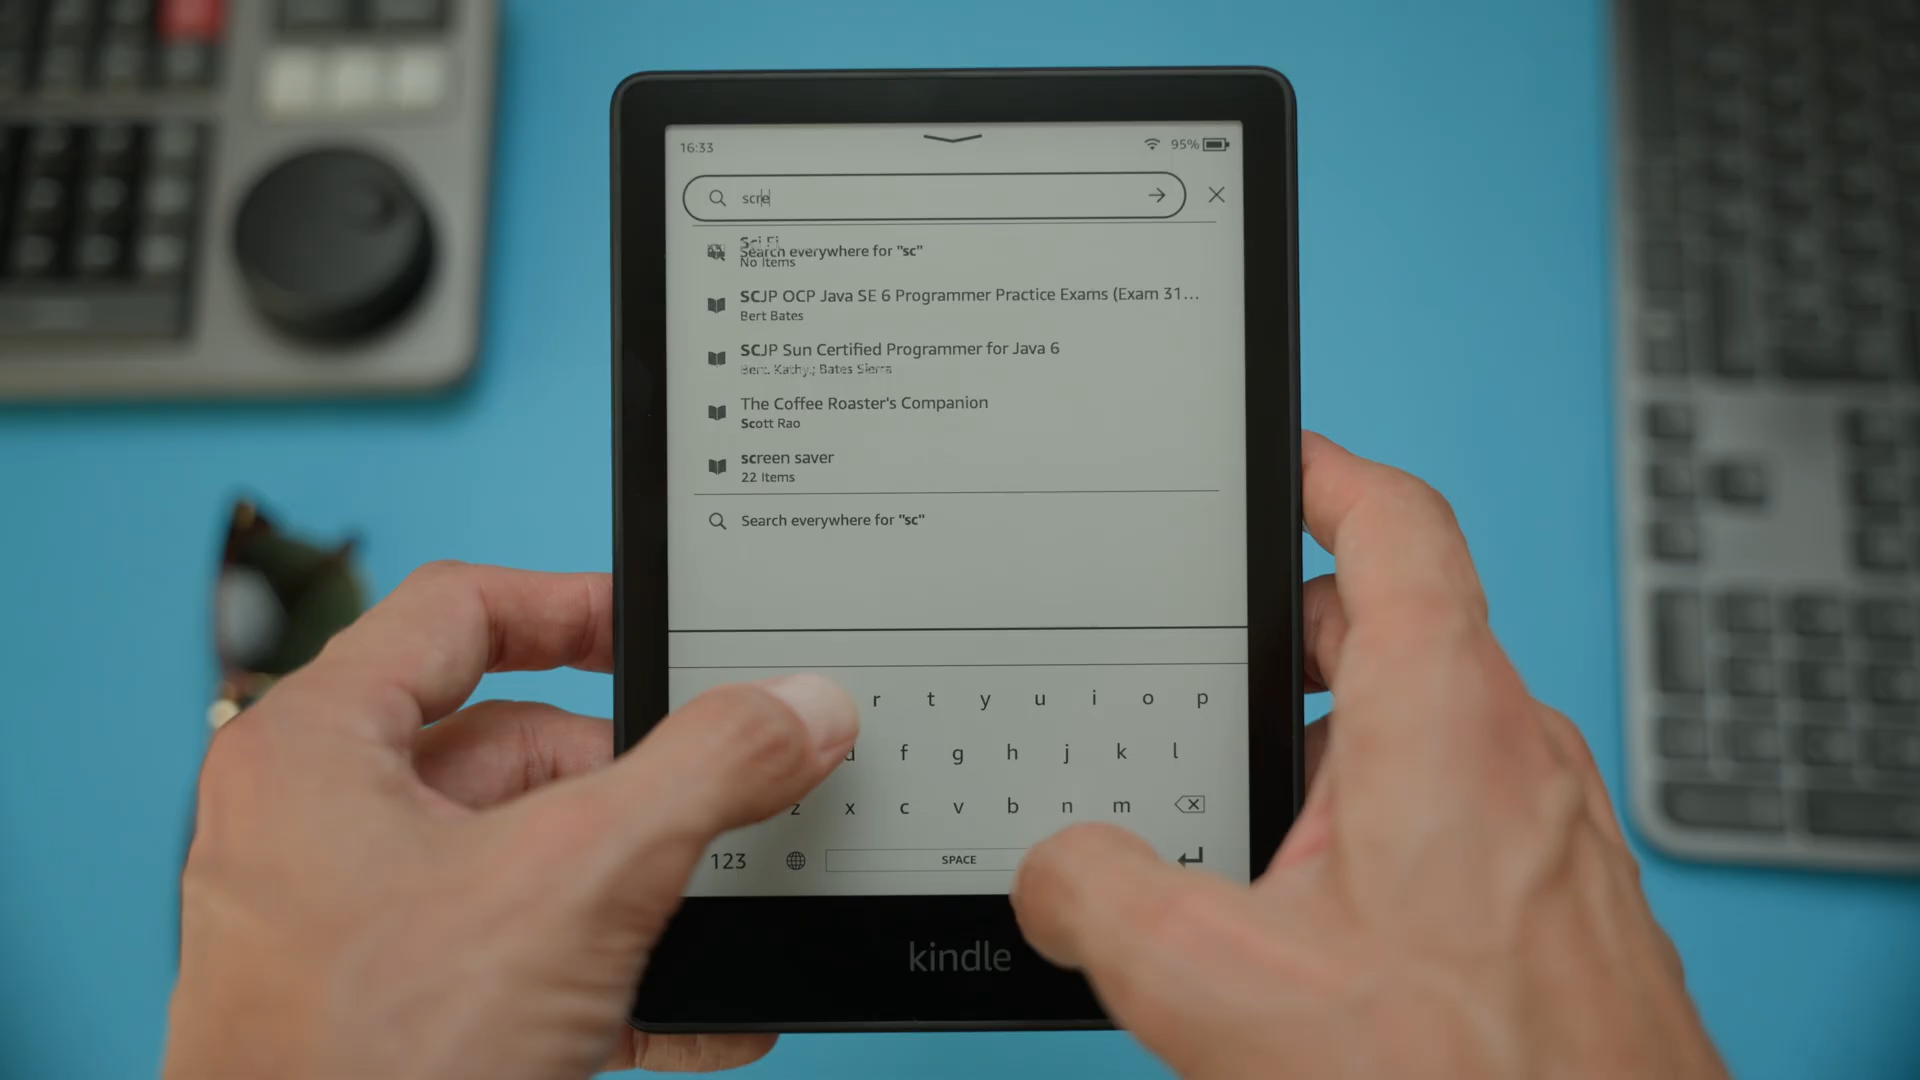 16:33
95%
scre
Sci Fi
Search everywhere for "sc"
No Items
SCJP OCP Java SE 6 Programmer Practice Exams (Exam 31...
Bert Bates
SCJP Sun Certified Programmer for Java 6
Bert. Kathy.; Bates Sierra
The Coffee Roaster's Companion
Scott Rao
screen saver
22 Items
Search everywhere for "sc"
r t y u i o p
d f g h j k l
z x c v b n m
123 SPACE
kindle